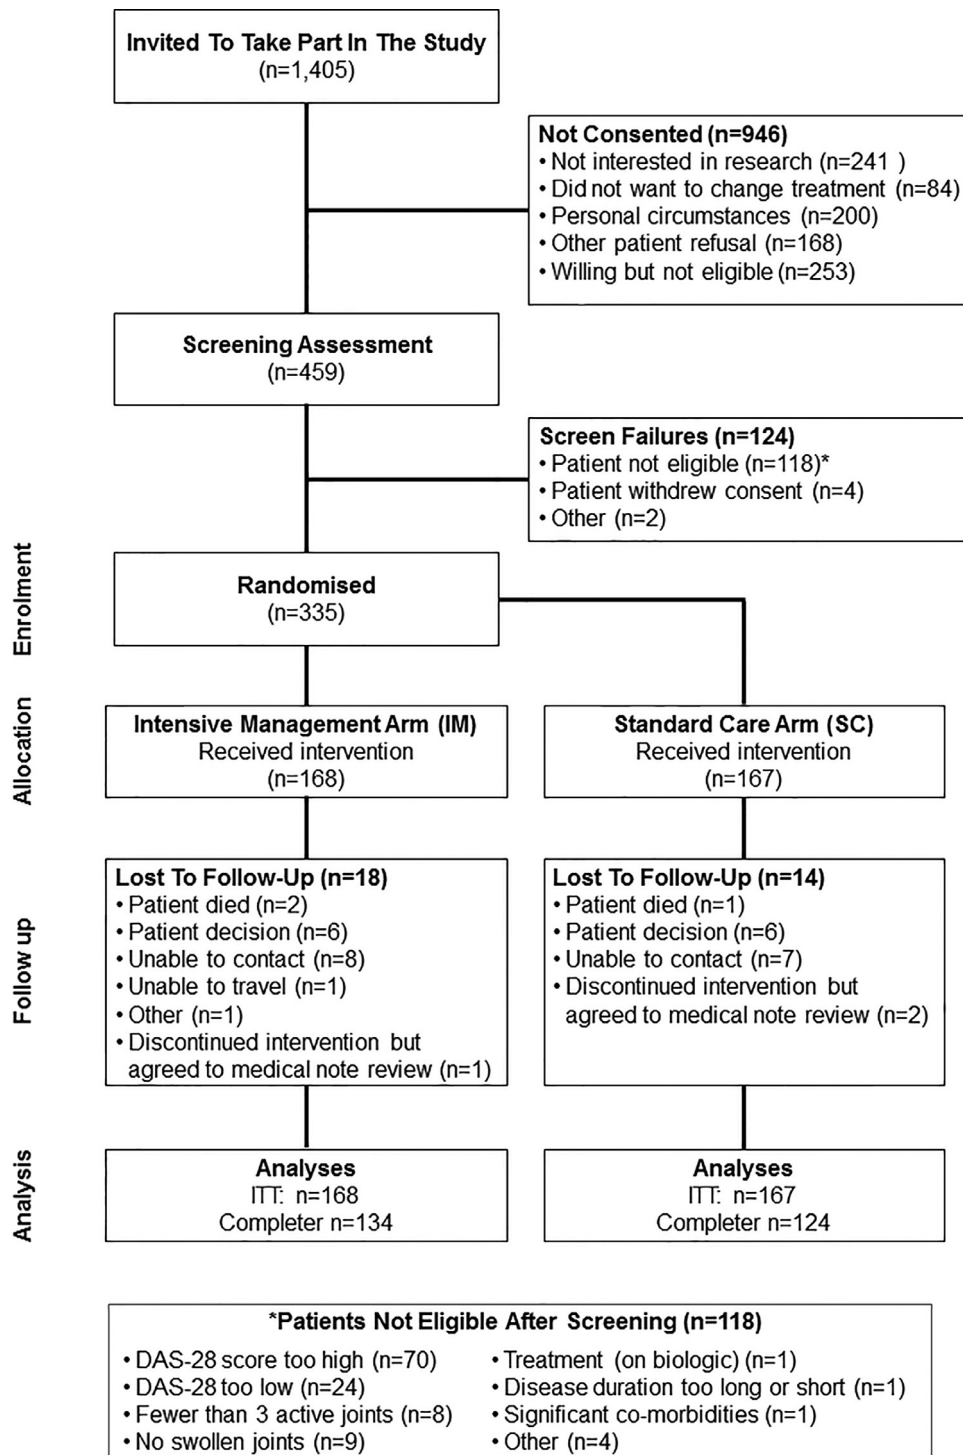 Invited To Take Part In The Study
(n=1,405)
Not Consented (n=946)
• Not interested in research (n=241 )
• Did not want to change treatment (n=84)
• Personal circumstances (n=200)
• Other patient refusal (n=168)
• Willing but not eligible (n=253)
Screening Assessment
(n=459)
Screen Failures (n=124)
• Patient not eligible (n=118)*
• Patient withdrew consent (n=4)
• Other (n=2)
Enrolment
Randomised
(n=335)
Allocation
Intensive Management Arm (IM)
Received intervention
(n=168)
Standard Care Arm (SC)
Received intervention
(n=167)
Follow up
Lost To Follow-Up (n=18)
• Patient died (n=2)
• Patient decision (n=6)
• Unable to contact (n=8)
• Unable to travel (n=1)
• Other (n=1)
• Discontinued intervention but
agreed to medical note review (n=1)
Lost To Follow-Up (n=14)
• Patient died (n=1)
• Patient decision (n=6)
• Unable to contact (n=7)
• Discontinued intervention but
agreed to medical note review (n=2)
Analysis
Analyses
ITT: n=168
Completer n=134
Analyses
ITT: n=167
Completer n=124
*Patients Not Eligible After Screening (n=118)
• DAS-28 score too high (n=70)
• DAS-28 too low (n=24)
• Fewer than 3 active joints (n=8)
• No swollen joints (n=9)
• Treatment (on biologic) (n=1)
• Disease duration too long or short (n=1)
• Significant co-morbidities (n=1)
• Other (n=4)